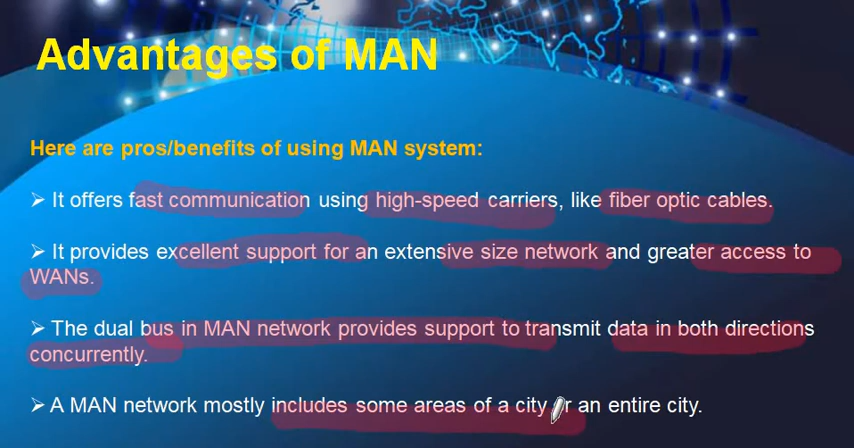 Advantages of MAN
Here are pros/benefits of using MAN system:
➢ It offers fast communication using high-speed carriers, like fiber optic cables.
➢ It provides excellent support for an extensive size network and greater access to
WANs.
➢ The dual bus in MAN network provides support to transmit data in both directions
concurrently.
➢ A MAN network mostly includes some areas of a city or an entire city.